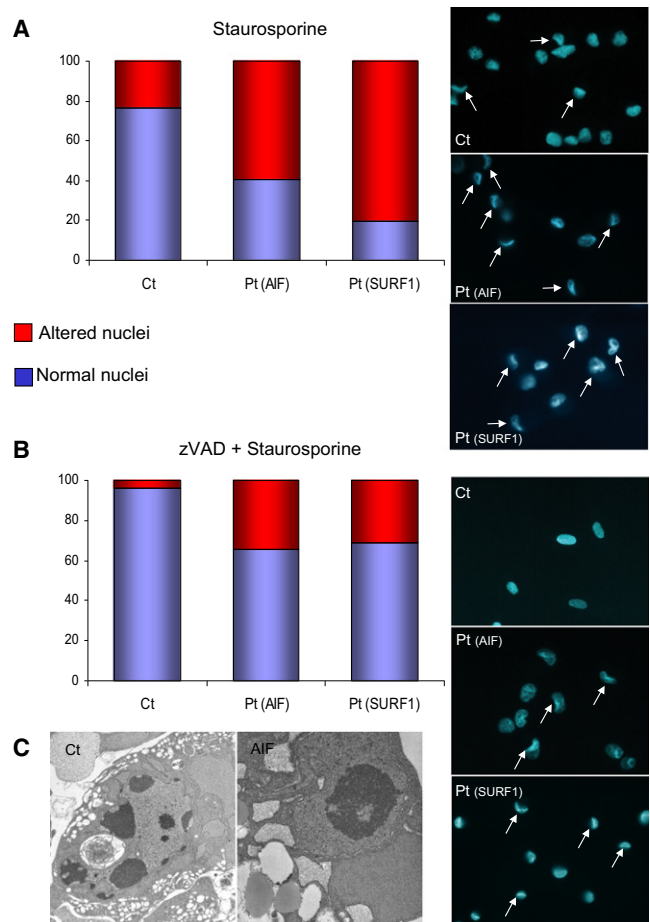 A
Staurosporine
100
80
60
40
20
0
Ct
Pt (AIF)
Pt (SURF1)
Altered nuclei
Normal nuclei
Ct
Pt (AIF)
Pt (SURF1)
B
zVAD + Staurosporine
100
80
60
40
20
0
Ct
Pt (AIF)
Pt (SURF1)
Ct
Pt (AIF)
Pt (SURF1)
C
Ct
AIF